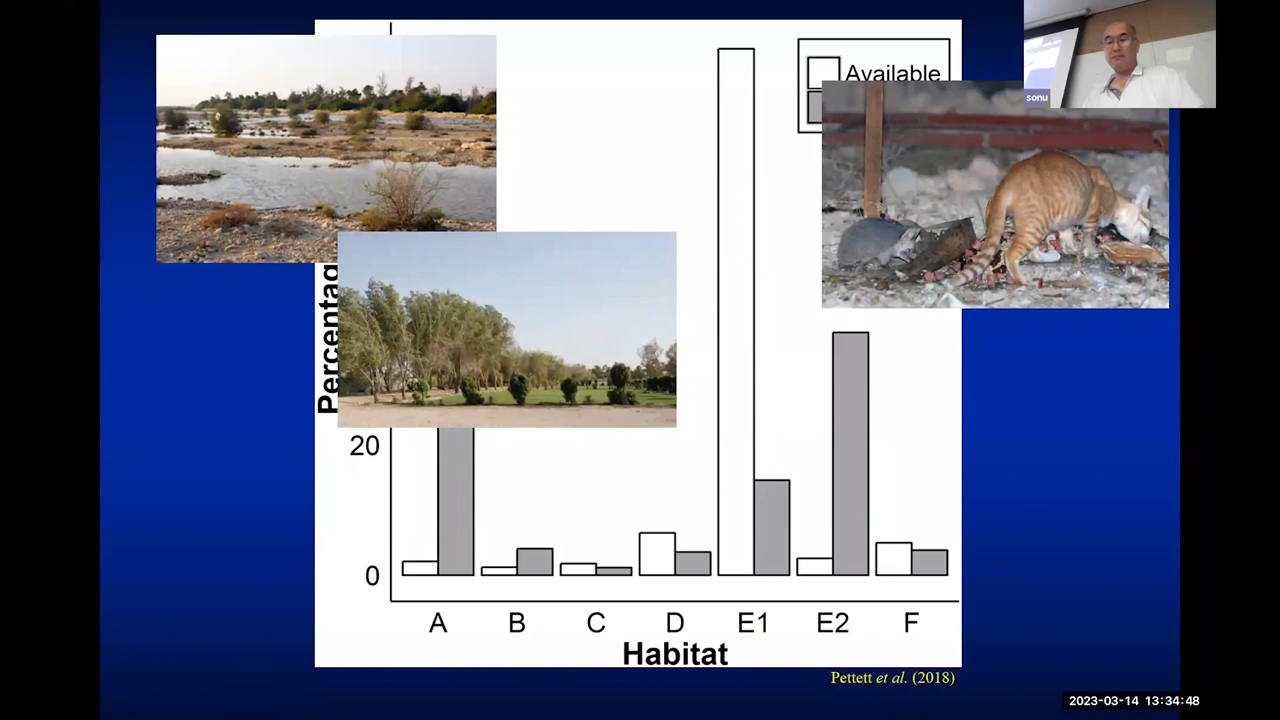 Available
sonu
Percentag
20
0
A B C D E1 E2 F
Habitat
Pettett et al. (2018)
2023-03-14 13:34:48